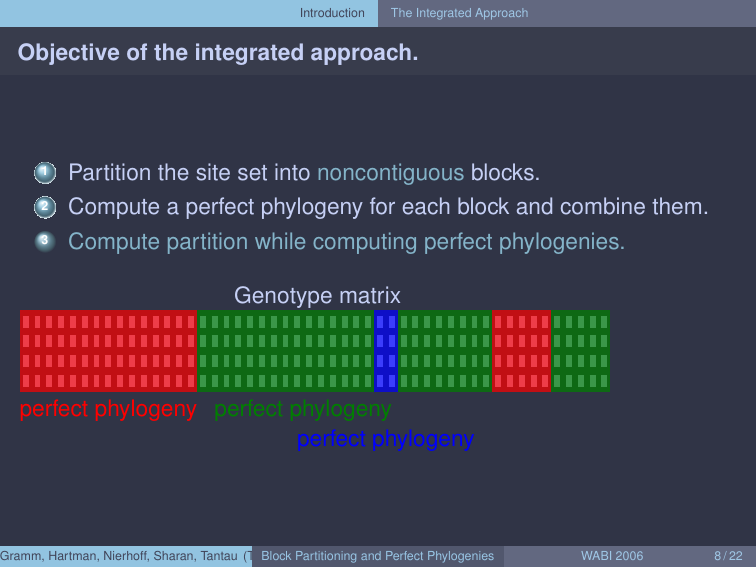 Introduction The Integrated Approach
Objective of the integrated approach.
1 Partition the site set into noncontiguous blocks.
2 Compute a perfect phylogeny for each block and combine them.
3 Compute partition while computing perfect phylogenies.
Genotype matrix
perfect phylogeny perfect phylogeny
perfect phylogeny
Gramm, Hartman, Nierhoff, Sharan, Tantau (T Block Partitioning and Perfect Phylogenies WABI 2006 8 / 22